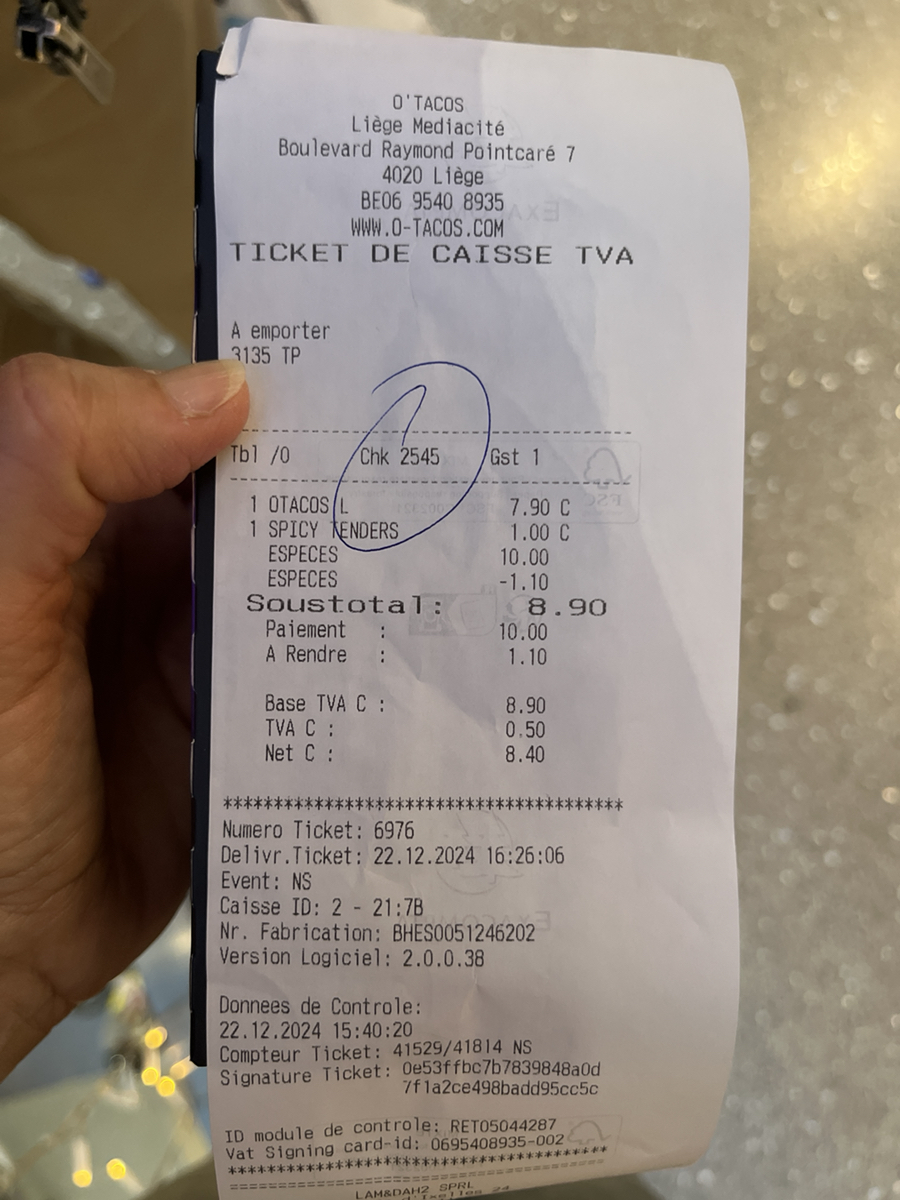 O'TACOS
Liège Mediacité
Boulevard Raymond Pointcaré 7
4020 Liège
BE06 9540 8935
WWW.O-TACOS.COM
TICKET DE CAISSE TVA
A emporter
3135 TP
Tbl /0 Chk 2545 Gst 1
1 OTACOS L 7.90 C
1 SPICY TENDERS 1.00 C
ESPECES 10.00
ESPECES -1.10
Soustotal: 8.90
Paiement : 10.00
A Rendre : 1.10
Base TVA C : 8.90
TVA C : 0.50
Net C : 8.40
****************************************
Numero Ticket: 6976
Delivr.Ticket: 22.12.2024 16:26:06
Event: NS
Caisse ID: 2 - 21:7B
Nr. Fabrication: BHES0051246202
Version Logiciel: 2.0.0.38
Donnees de Controle:
22.12.2024 15:40:20
Compteur Ticket: 41529/41814 NS
Signature Ticket: 0e53ffbc7b7839848a0d
7f1a2ce498badd95cc5c
ID module de controle: RET05044287
Vat Signing card-id: 0695408935-002
****************************************
LAM&DAH2 SPRL